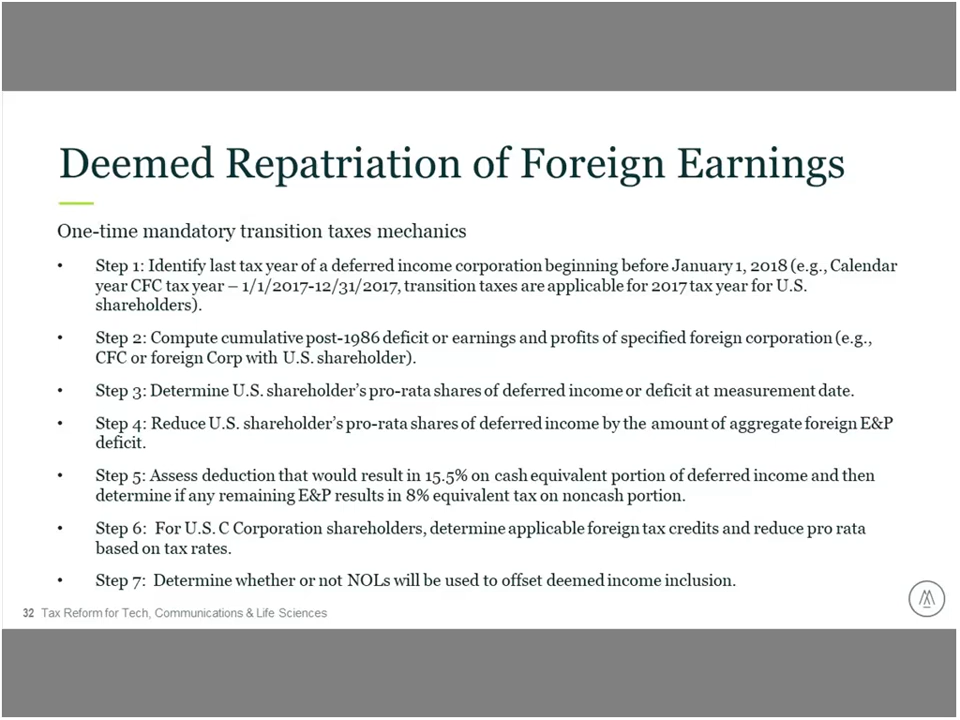 Deemed Repatriation of Foreign Earnings
One-time mandatory transition taxes mechanics
• Step 1: Identify last tax year of a deferred income corporation beginning before January 1, 2018 (e.g., Calendar
year CFC tax year – 1/1/2017-12/31/2017, transition taxes are applicable for 2017 tax year for U.S.
shareholders).
• Step 2: Compute cumulative post-1986 deficit or earnings and profits of specified foreign corporation (e.g.,
CFC or foreign Corp with U.S. shareholder).
• Step 3: Determine U.S. shareholder’s pro-rata shares of deferred income or deficit at measurement date.
• Step 4: Reduce U.S. shareholder’s pro-rata shares of deferred income by the amount of aggregate foreign E&P
deficit.
• Step 5: Assess deduction that would result in 15.5% on cash equivalent portion of deferred income and then
determine if any remaining E&P results in 8% equivalent tax on noncash portion.
• Step 6: For U.S. C Corporation shareholders, determine applicable foreign tax credits and reduce pro rata
based on tax rates.
• Step 7: Determine whether or not NOLs will be used to offset deemed income inclusion.
32 Tax Reform for Tech, Communications & Life Sciences